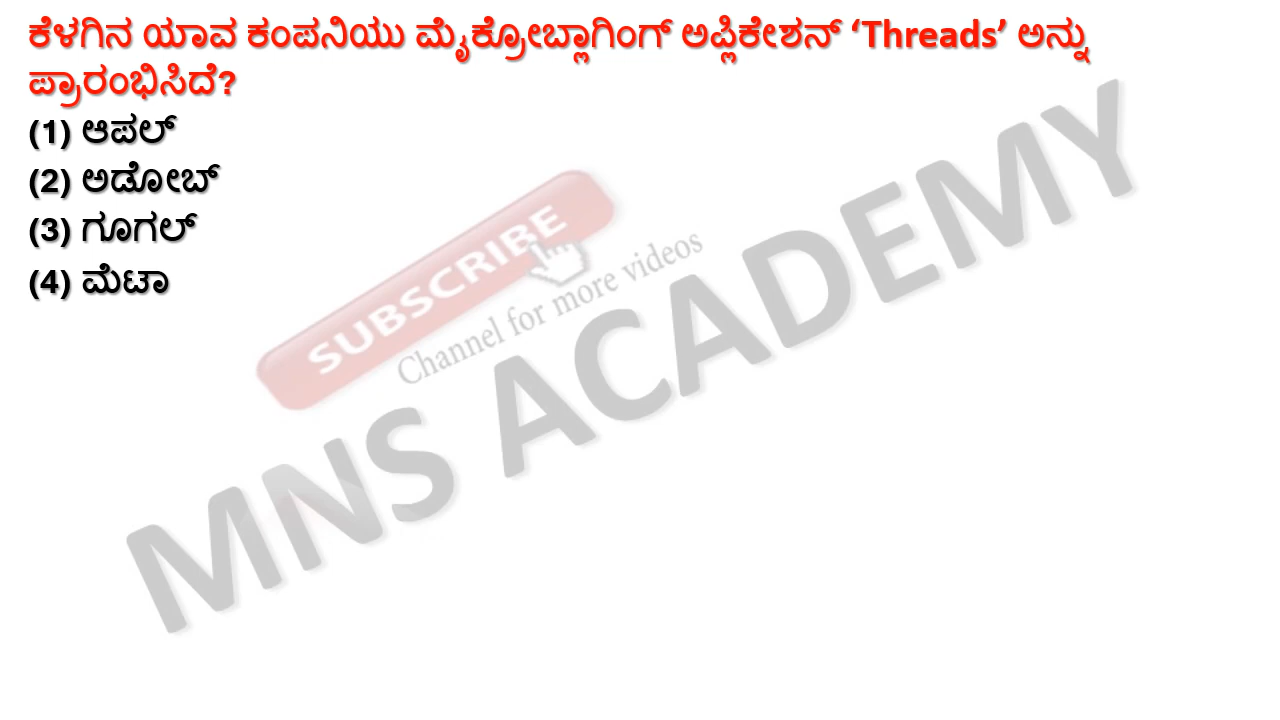 ಕೆಳಗಿನ ಯಾವ ಕಂಪನಿಯು ಮೈಕ್ರೋಬ್ಲಾಗಿಂಗ್ ಅಪ್ಲಿಕೇಶನ್ ‘Threads’ ಅನ್ನು
ಪ್ರಾರಂಭಿಸಿದೆ?
(1) ಆಪಲ್
(2) ಅಡೋಬ್
(3) ಗೂಗಲ್
(4) ಮೆಟಾ
SUBSCRIBE
Channel for more videos
MNS ACADEMY